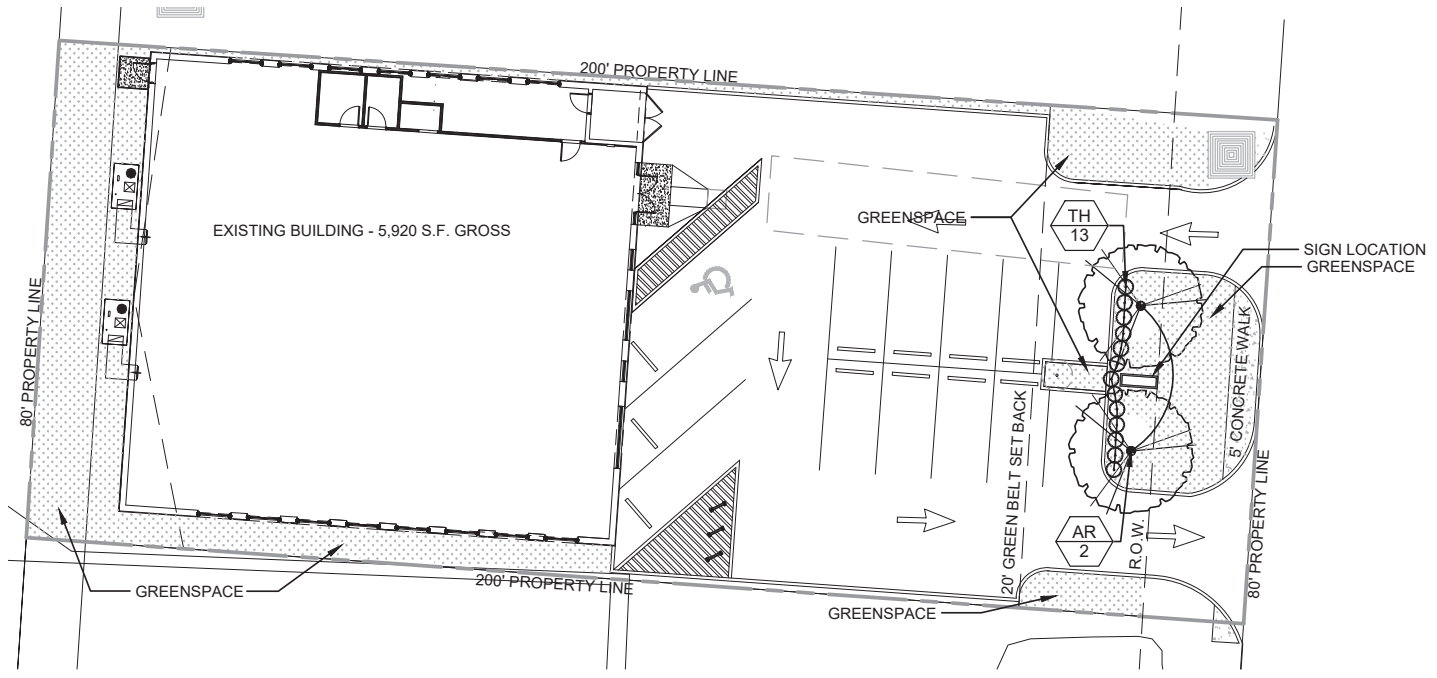 200' PROPERTY LINE
EXISTING BUILDING - 5,920 S.F. GROSS
GREENSPACE
TH
13
SIGN LOCATION
GREENSPACE
80' PROPERTY LINE
5' CONCRETE WALK
20' GREEN BELT SET BACK
R.O.W.
80' PROPERTY LINE
AR
2
200' PROPERTY LINE
GREENSPACE
GREENSPACE